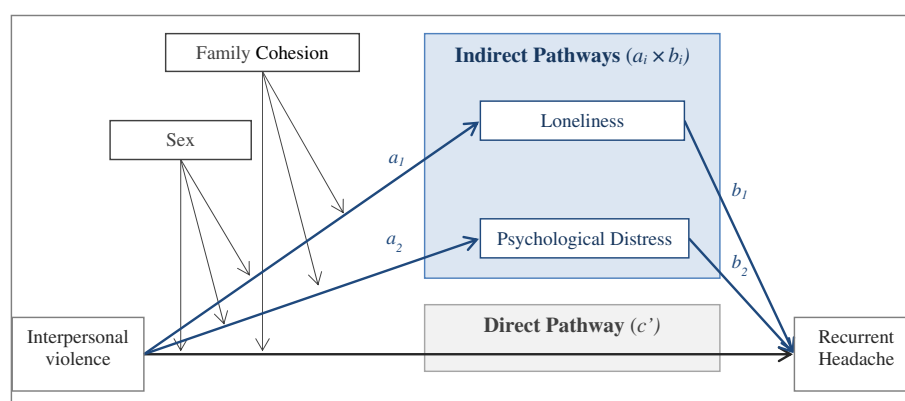 Family Cohesion
Indirect Pathways (aᵢ × bᵢ)
Loneliness
Sex
a₁
b₁
a₂
Psychological Distress
b₂
Direct Pathway (c’)
Interpersonal
violence
Recurrent
Headache